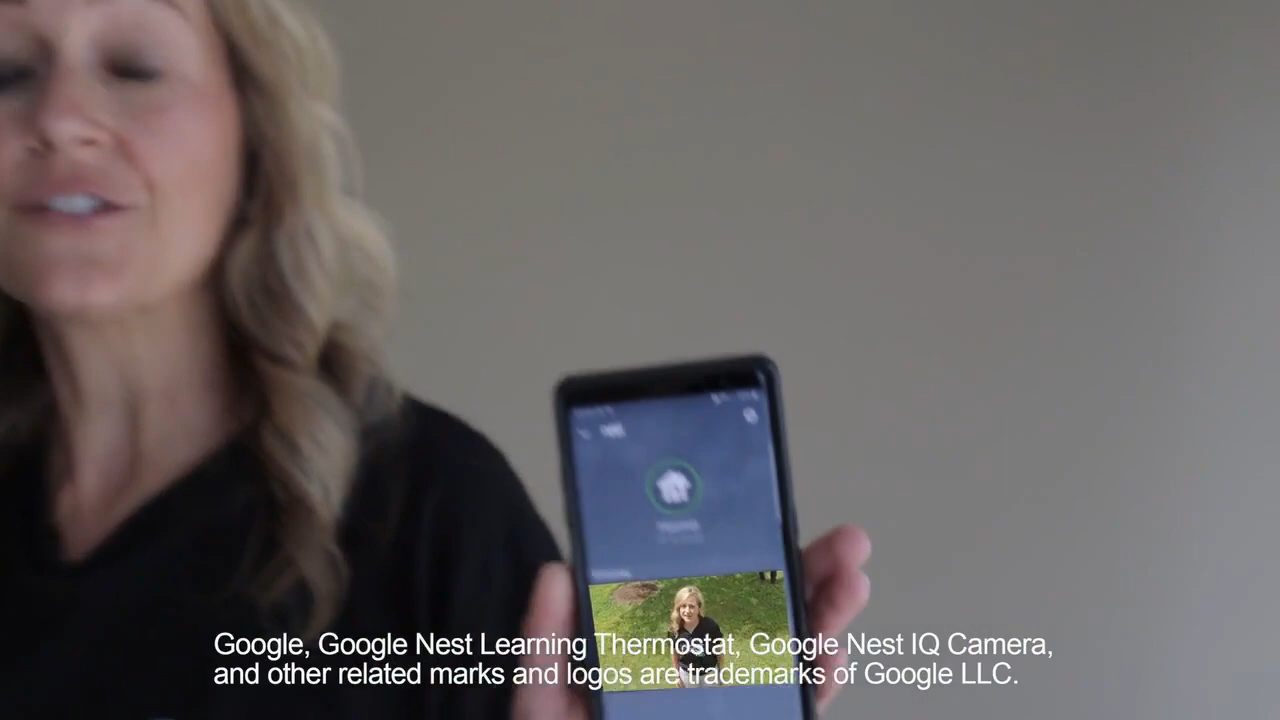 Google, Google Nest Learning Thermostat, Google Nest IQ Camera,
and other related marks and logos are trademarks of Google LLC.